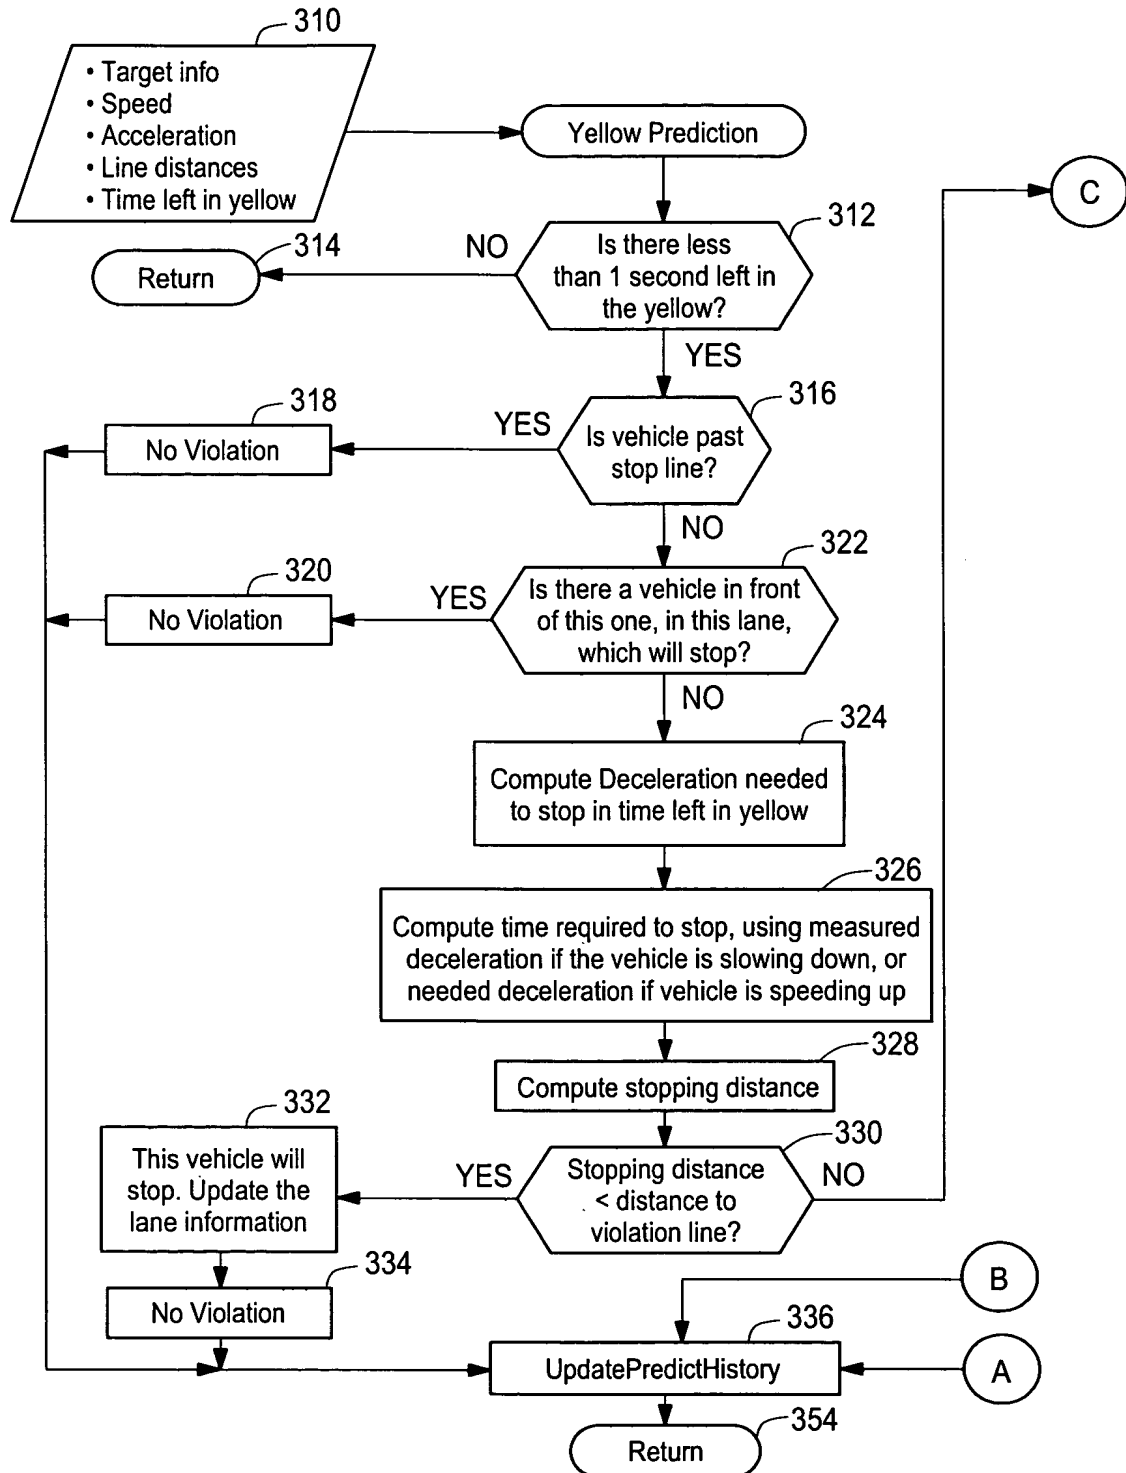 310
• Target info
• Speed
• Acceleration
• Line distances
• Time left in yellow
Yellow Prediction
C
312
Is there less
than 1 second left in
the yellow?
NO
314
Return
YES
316
Is vehicle past
stop line?
YES
318
No Violation
NO
322
Is there a vehicle in front
of this one, in this lane,
which will stop?
YES
320
No Violation
NO
324
Compute Deceleration needed
to stop in time left in yellow
326
Compute time required to stop, using measured
deceleration if the vehicle is slowing down, or
needed deceleration if vehicle is speeding up
328
Compute stopping distance
330
Stopping distance
< distance to
violation line?
YES
NO
332
This vehicle will
stop. Update the
lane information
334
No Violation
B
336
UpdatePredictHistory
A
354
Return